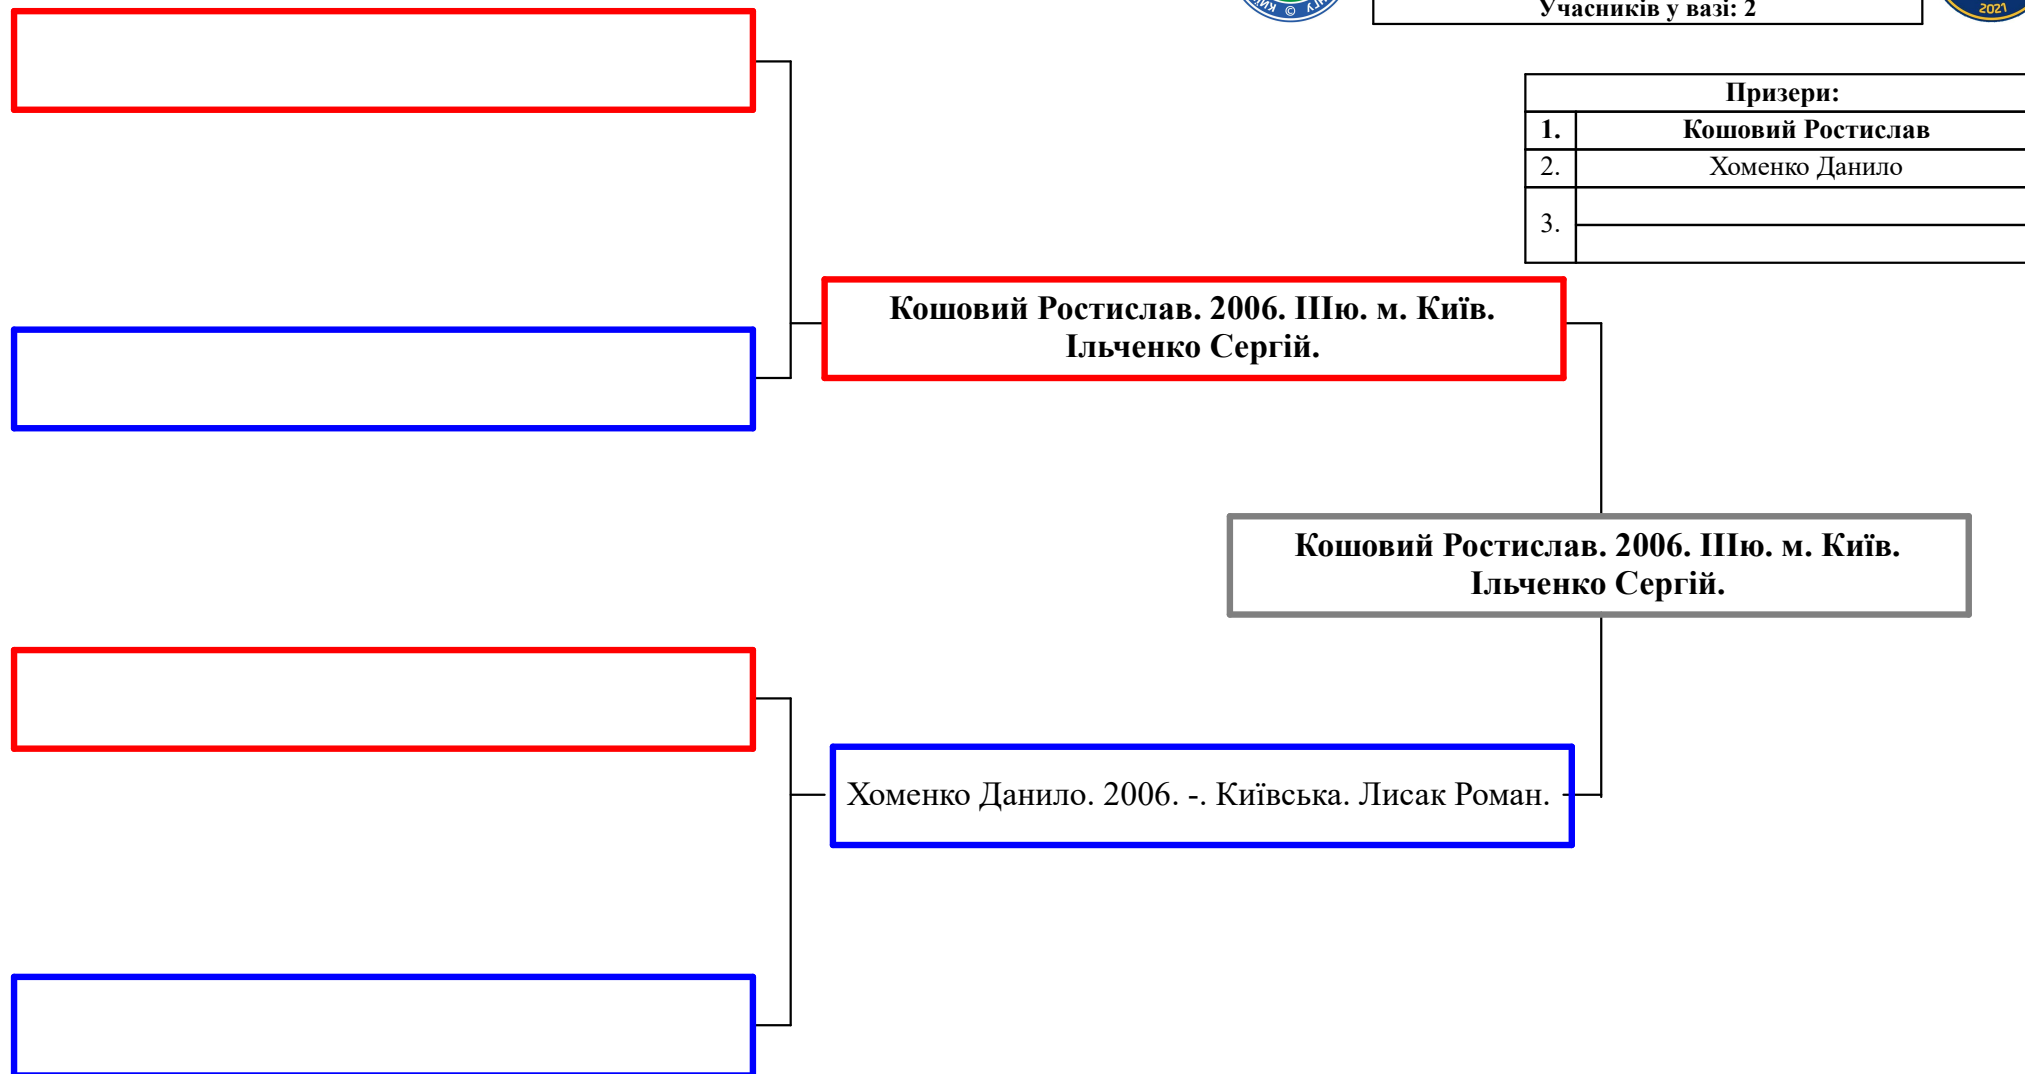 Учасників у вазі: 2
2021
Призери:
1. Кошовий Ростислав
2. Хоменко Данило
3.
Кошовий Ростислав. 2006. ІІІю. м. Київ.
Ільченко Сергій.
Кошовий Ростислав. 2006. ІІІю. м. Київ.
Ільченко Сергій.
Хоменко Данило. 2006. -. Київська. Лисак Роман.